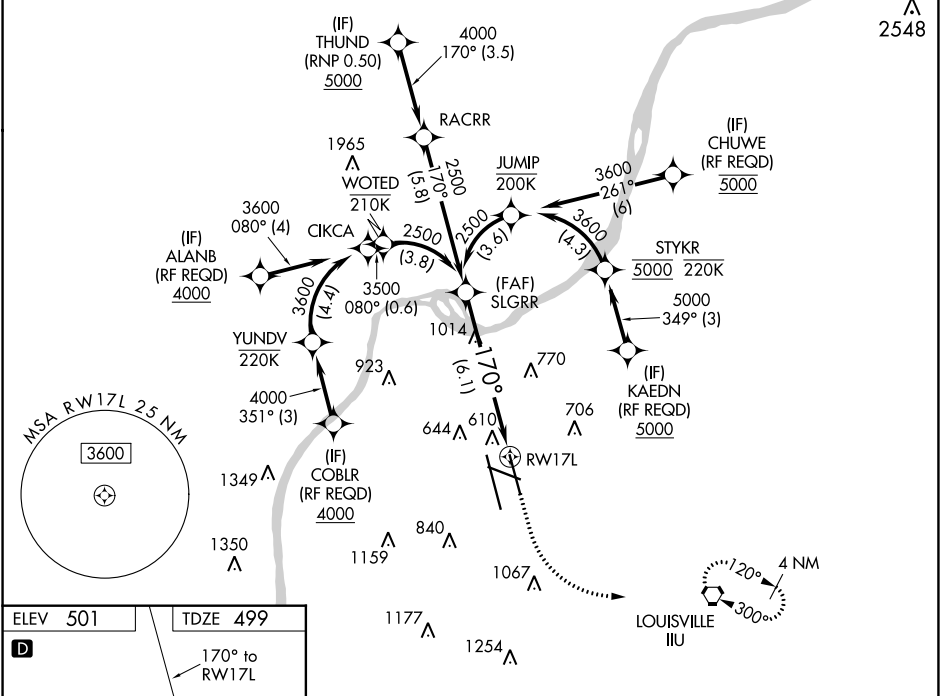 2548
(IF)
THUND
(RNP 0.50)
5000
4000
170° (3.5)
RACRR
1965
WOTED
210K
2500
170°
(5.8)
JUMIP
200K
(IF)
CHUWE
(RF REQD)
5000
3600
261°
(6)
3600
080° (4)
CIKCA
2500
(3.8)
2500
(3.6)
3600
(4.3)
STYKR
5000 220K
(IF)
ALANB
(RF REQD)
4000
3600
(4.4)
3500
080° (0.6)
(FAF)
SLGRR
5000
349° (3)
YUNDV
220K
1014
170°
(6.1)
770
923
(IF)
KAEDN
(RF REQD)
5000
4000
351° (3)
706
644
610
RW17L
MSA RW17L 25 NM
3600
(IF)
COBLR
(RF REQD)
4000
1349
1350
1159
840
1067
120°
4 NM
300°
LOUISVILLE
IIU
1177
1254
ELEV 501
TDZE 499
D
170° to
RW17L